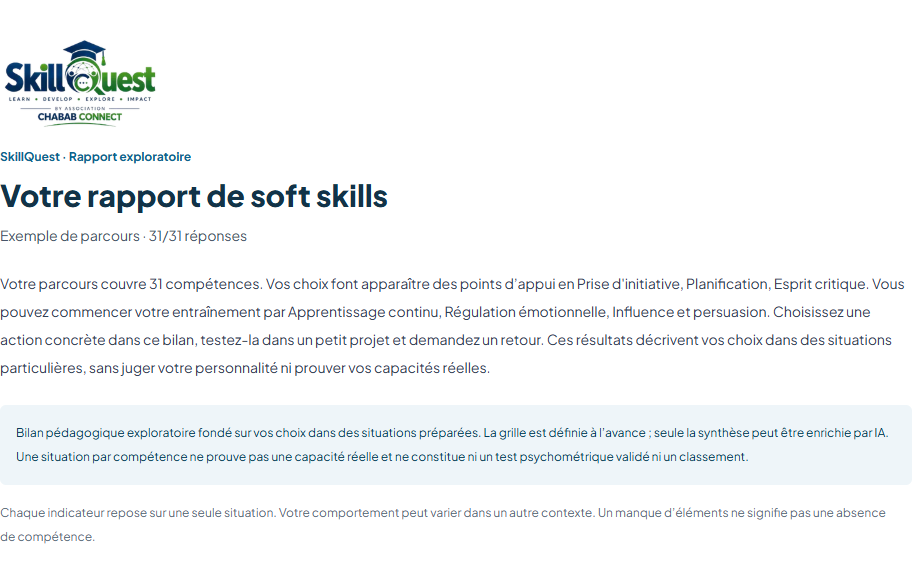 SkillQuest
LEARN • DEVELOP • EXPLORE • IMPACT
BY ASSOCIATION
CHABAB CONNECT
SkillQuest · Rapport exploratoire
Votre rapport de soft skills
Exemple de parcours · 31/31 réponses
Votre parcours couvre 31 compétences. Vos choix font apparaître des points d’appui en Prise d’initiative, Planification, Esprit critique. Vous
pouvez commencer votre entraînement par Apprentissage continu, Régulation émotionnelle, Influence et persuasion. Choisissez une
action concrète dans ce bilan, testez-la dans un petit projet et demandez un retour. Ces résultats décrivent vos choix dans des situations
particulières, sans juger votre personnalité ni prouver vos capacités réelles.
Bilan pédagogique exploratoire fondé sur vos choix dans des situations préparées. La grille est définie à l’avance ; seule la synthèse peut être enrichie par IA.
Une situation par compétence ne prouve pas une capacité réelle et ne constitue ni un test psychométrique validé ni un classement.
Chaque indicateur repose sur une seule situation. Votre comportement peut varier dans un autre contexte. Un manque d’éléments ne signifie pas une absence
de compétence.